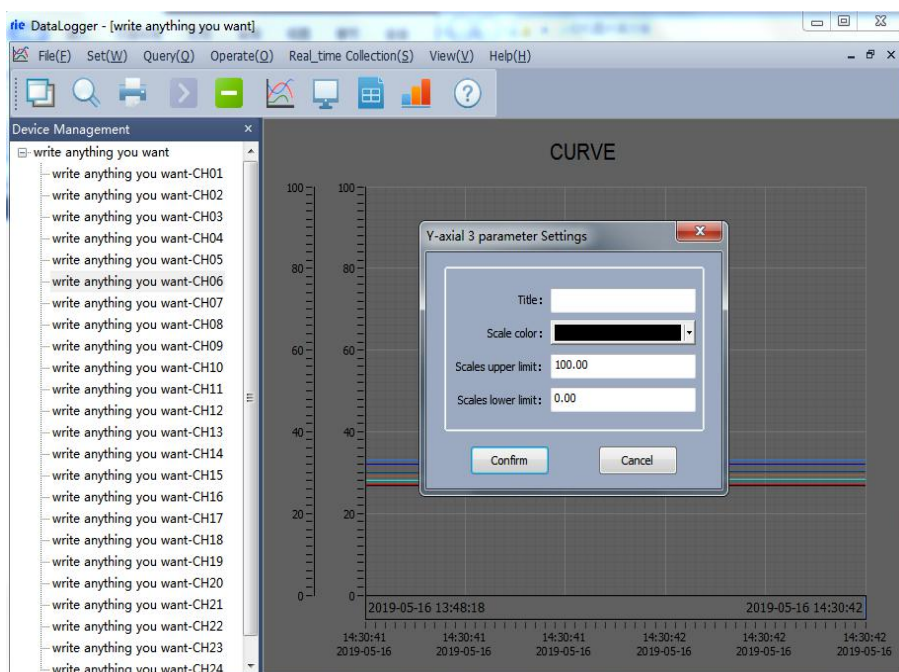 rie DataLogger - [write anything you want]
File(F) Set(W) Query(Q) Operate(O) Real_time Collection(S) View(V) Help(H)
Device Management
write anything you want
write anything you want-CH01
write anything you want-CH02
write anything you want-CH03
write anything you want-CH04
write anything you want-CH05
write anything you want-CH06
write anything you want-CH07
write anything you want-CH08
write anything you want-CH09
write anything you want-CH10
write anything you want-CH11
write anything you want-CH12
write anything you want-CH13
write anything you want-CH14
write anything you want-CH15
write anything you want-CH16
write anything you want-CH17
write anything you want-CH18
write anything you want-CH19
write anything you want-CH20
write anything you want-CH21
write anything you want-CH22
write anything you want-CH23
write anything you want-CH24
CURVE
100 100
80 80
60 60
40 40
20 20
0 0
Y-axial 3 parameter Settings
Title:
Scale color:
Scales upper limit: 100.00
Scales lower limit: 0.00
Confirm Cancel
2019-05-16 13:48:18 2019-05-16 14:30:42
14:30:41 14:30:41 14:30:41 14:30:42 14:30:42 14:30:42
2019-05-16 2019-05-16 2019-05-16 2019-05-16 2019-05-16 2019-05-16